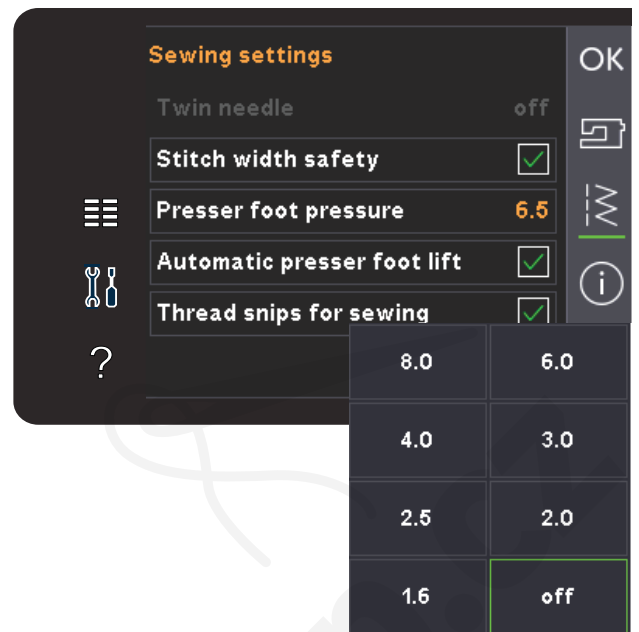 Sewing settings
OK
Twin needle off
Stitch width safety
Presser foot pressure 6.5
Automatic presser foot lift
i
Thread snips for sewing
?
8.0 6.0
4.0 3.0
2.5 2.0
1.6 off